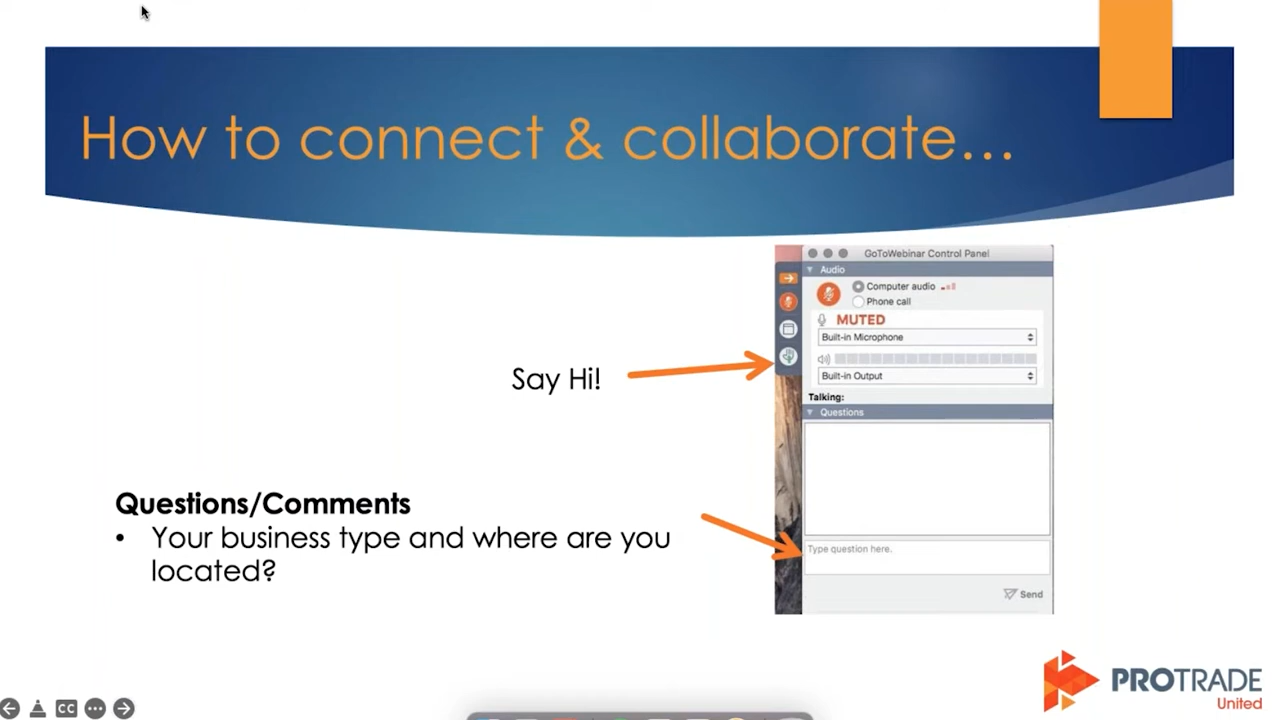 How to connect & collaborate...
GoToWebinar Control Panel
Audio
Computer audio
Phone call
MUTED
Built-in Microphone
Say Hi!
Built-in Output
Talking:
Questions
Questions/Comments
• Your business type and where are you
located?
Type question here.
Send
PROTRADE
United
CC